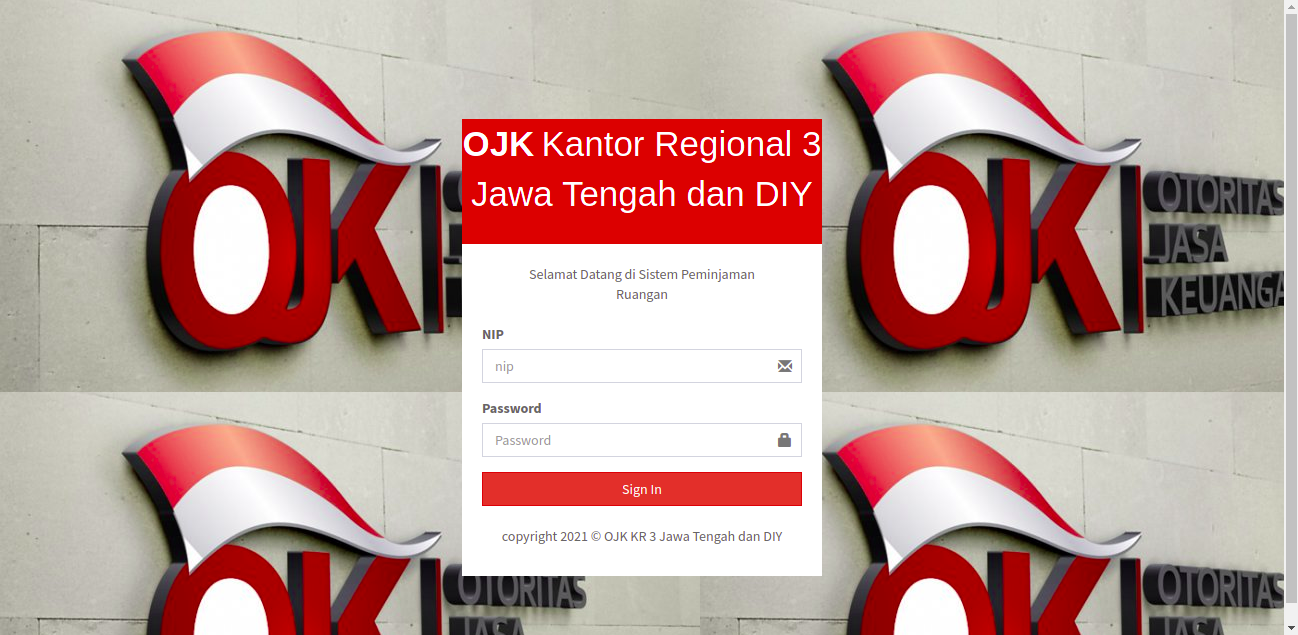 OJK Kantor Regional 3
Jawa Tengah dan DIY
Selamat Datang di Sistem Peminjaman
Ruangan
NIP
nip
Password
Password
Sign In
copyright 2021 © OJK KR 3 Jawa Tengah dan DIY
OJK
OJK
OTORITAS
JASA
KEUANGA
OJK
OTORITAS
JASA
OJK
OTORITAS
JASA